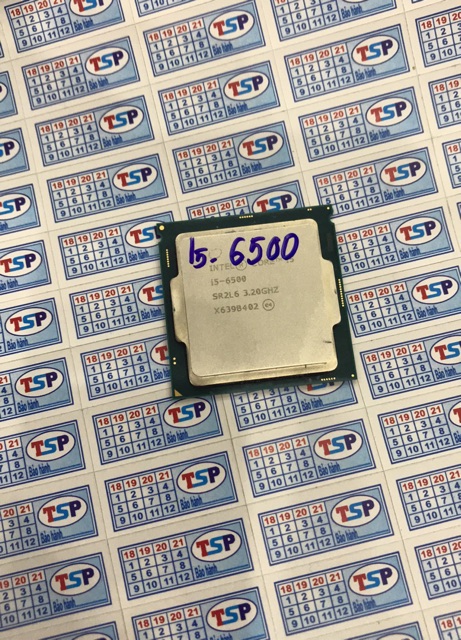 i5. 6500
INTEL
i5-6500
SR2L6 3.20GHZ
X639B402
18 19 20 21
1 2 3 4
5 6 7 8
9 10 11 12
TSP
Bảo hành